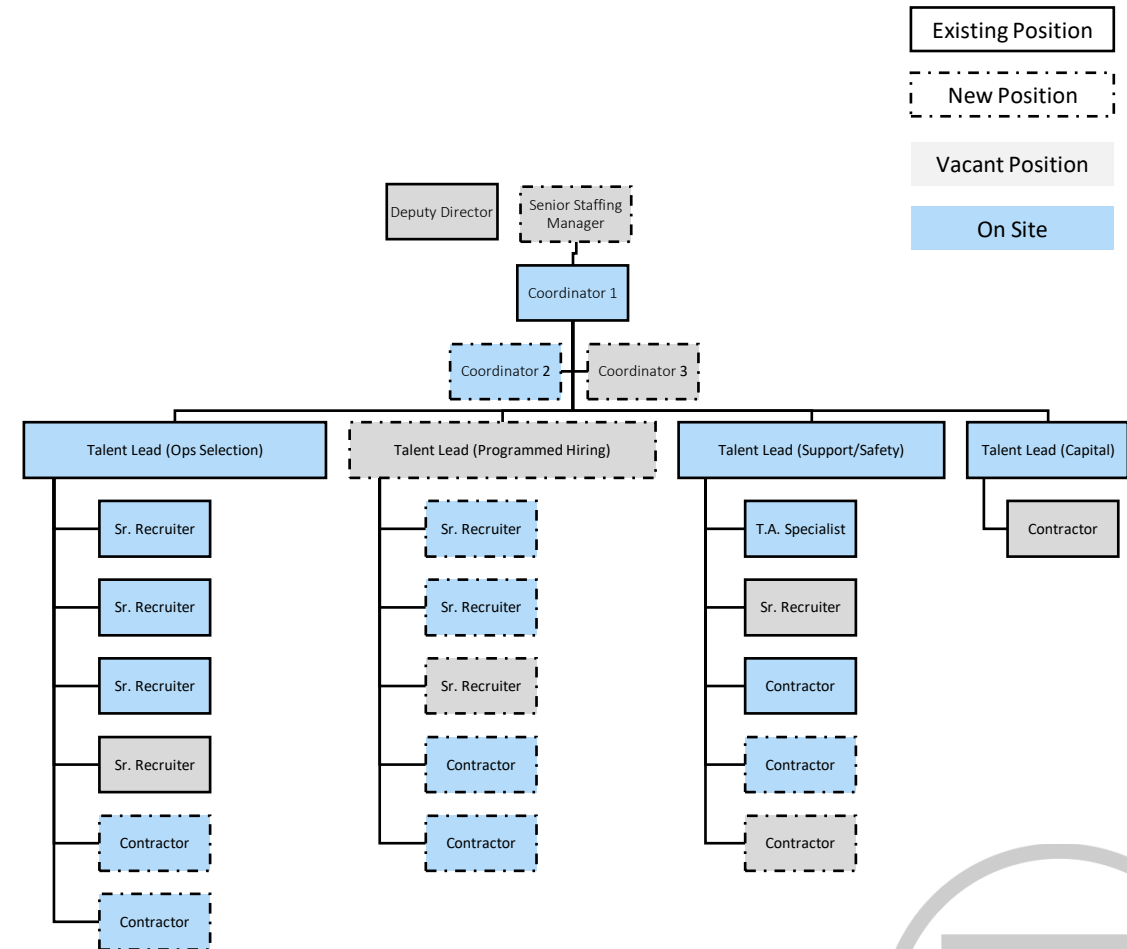 Existing Position
New Position
Vacant Position
On Site
Deputy Director
Senior Staffing
Manager
Coordinator 1
Coordinator 2
Coordinator 3
Talent Lead (Ops Selection)
Talent Lead (Programmed Hiring)
Talent Lead (Support/Safety)
Talent Lead (Capital)
Sr. Recruiter
Sr. Recruiter
T.A. Specialist
Contractor
Sr. Recruiter
Sr. Recruiter
Sr. Recruiter
Sr. Recruiter
Sr. Recruiter
Contractor
Sr. Recruiter
Contractor
Contractor
Contractor
Contractor
Contractor
Contractor